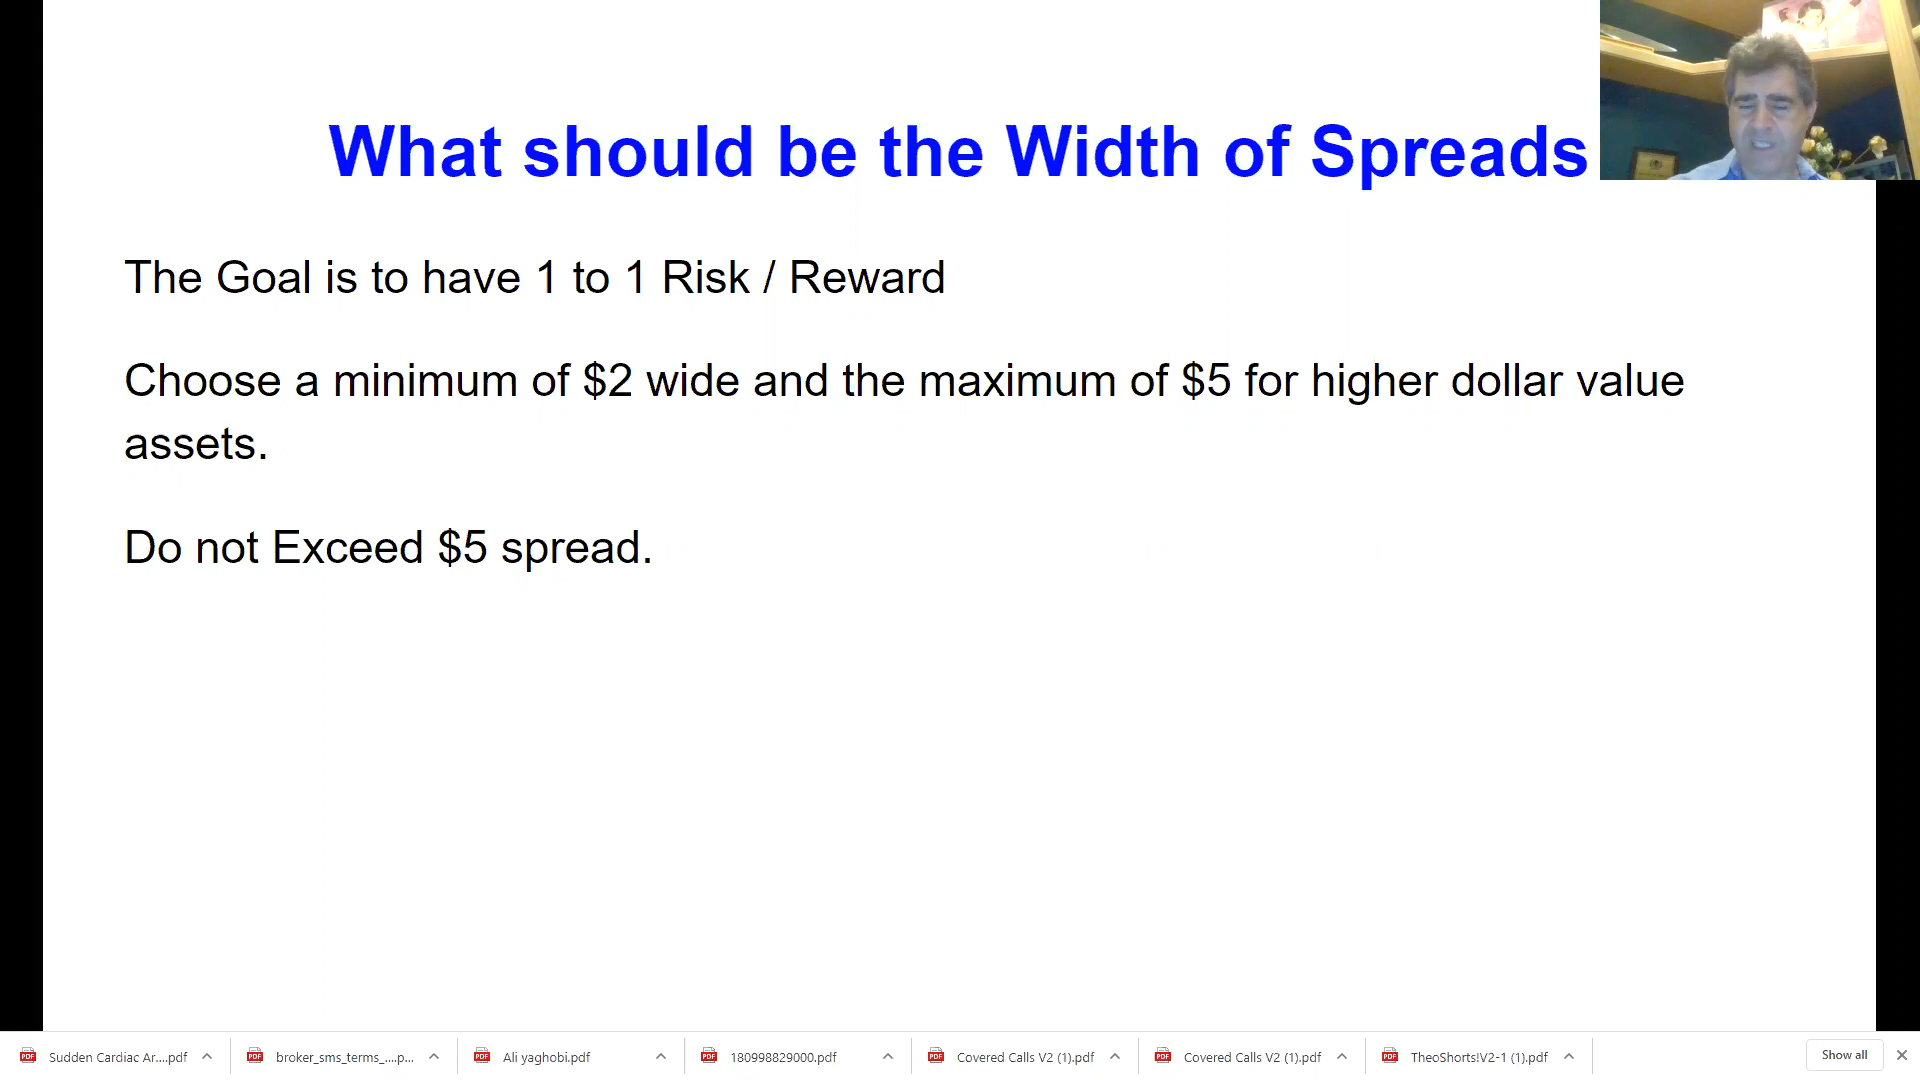 What should be the Width of Spreads
The Goal is to have 1 to 1 Risk / Reward
Choose a minimum of $2 wide and the maximum of $5 for higher dollar value
assets.
Do not Exceed $5 spread.
Sudden Cardiac Ar....pdf
broker_sms_terms_....p...
Ali yaghobi.pdf
180998829000.pdf
Covered Calls V2 (1).pdf
Covered Calls V2 (1).pdf
TheoShorts!V2-1 (1).pdf
Show all